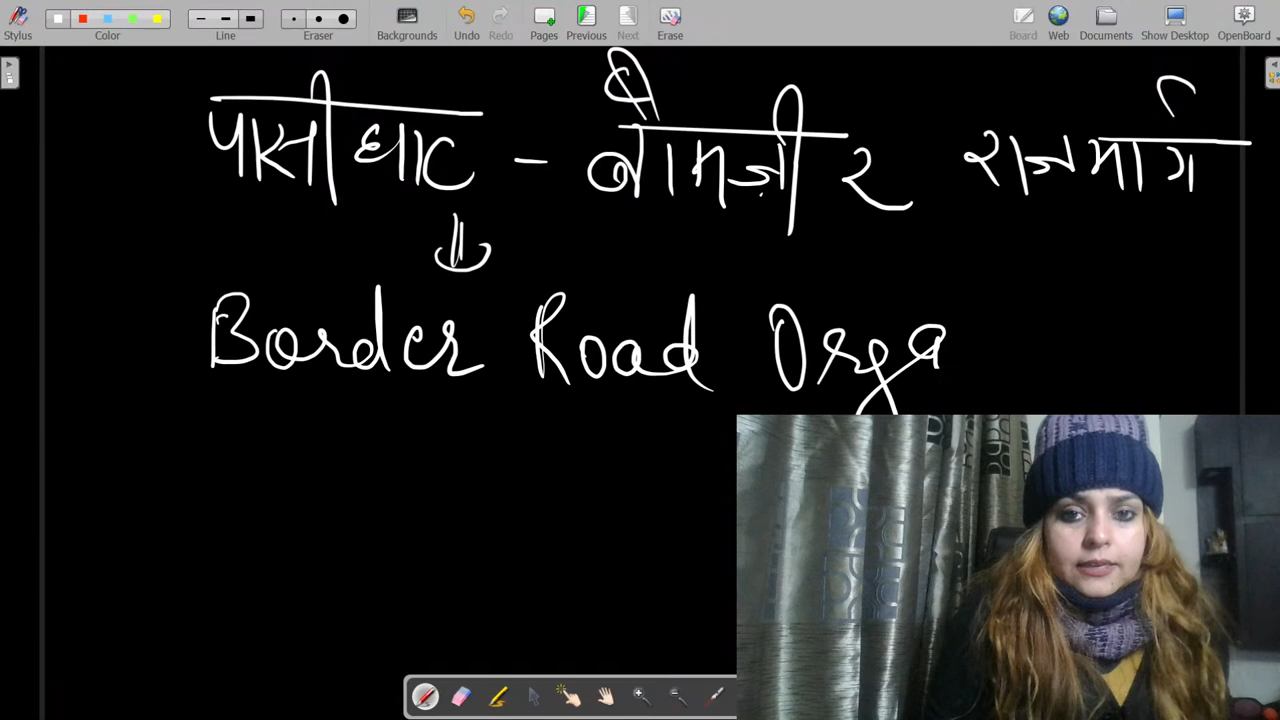 Stylus Color Line Eraser Backgrounds Undo Redo Pages Previous Next Erase Board Web Documents Show Desktop OpenBoard
पासीघाट - बामजीर राजमार्ग
Border Road Orga